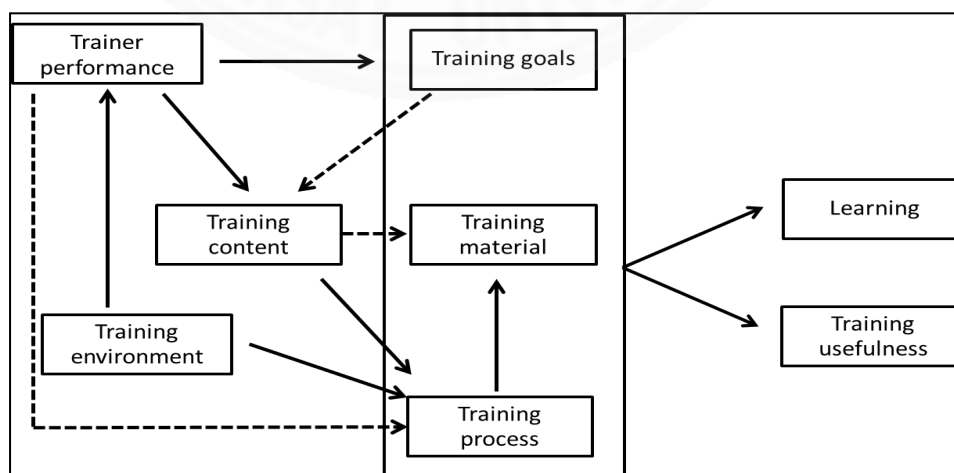 Trainer
performance
Training goals
Training
content
Training
material
Learning
Training
environment
Training
usefulness
Training
process